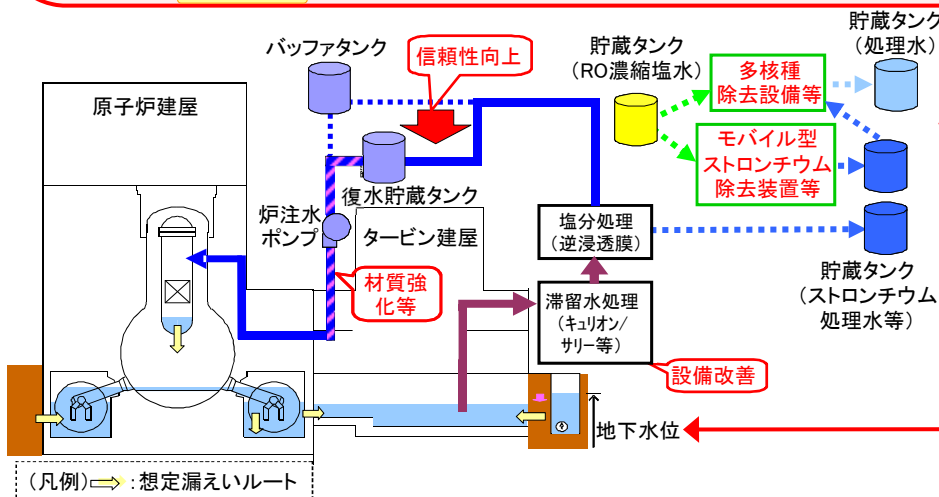 バッファタンク
信頼性向上
貯蔵タンク
(RO濃縮塩水)
多核種
除去設備等
貯蔵タンク
(処理水)
原子炉建屋
モバイル型
ストロンチウム
除去装置等
復水貯蔵タンク
炉注水
ポンプ
タービン建屋
塩分処理
(逆浸透膜)
材質強
化等
滞留水処理
(キュリオン/
サリー等)
貯蔵タンク
(ストロンチウム
処理水等)
設備改善
地下水位
(凡例) :想定漏えいルート